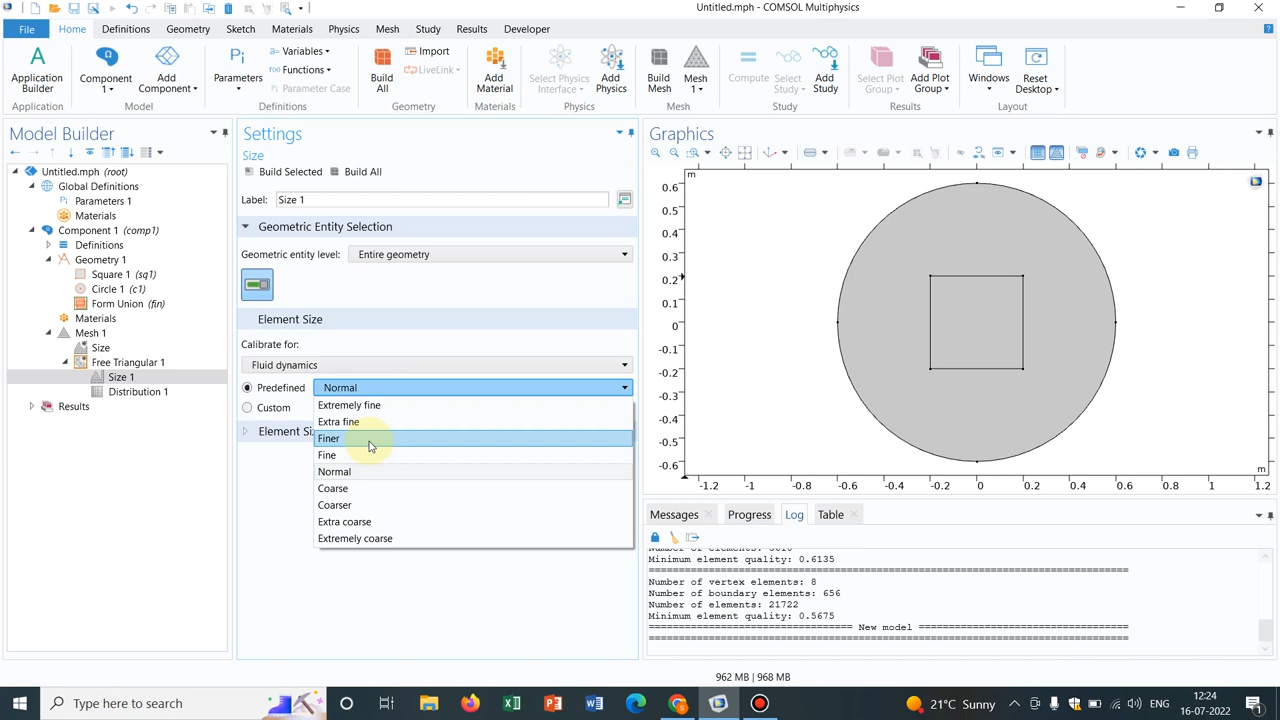 Untitled.mph - COMSOL Multiphysics
File Home Definitions Geometry Sketch Materials Physics Mesh Study Results Developer
Application Builder
Component 1
Add Component
Parameters
Variables
Functions
Parameter Case
Build All
Import
LiveLink
Add Material
Select Physics Interface
Add Physics
Build Mesh
Mesh 1
Compute
Select Study
Add Study
Select Plot Group
Add Plot Group
Windows
Reset Desktop
Application Model Definitions Geometry Materials Physics Mesh Study Results Layout
Model Builder
Untitled.mph (root)
Global Definitions
Parameters 1
Materials
Component 1 (comp1)
Definitions
Geometry 1
Square 1 (sq1)
Circle 1 (c1)
Form Union (fin)
Materials
Mesh 1
Size
Free Triangular 1
Size 1
Distribution 1
Results
Settings
Size
Build Selected Build All
Label: Size 1
Geometric Entity Selection
Geometric entity level: Entire geometry
Element Size
Calibrate for:
Fluid dynamics
Predefined Normal
Custom
Element Si
Extremely fine
Extra fine
Finer
Fine
Normal
Coarse
Coarser
Extra coarse
Extremely coarse
Graphics
m
0.6
0.5
0.4
0.3
0.2
0.1
0
-0.1
-0.2
-0.3
-0.4
-0.5
-0.6
m
-1.2 -1 -0.8 -0.6 -0.4 -0.2 0 0.2 0.4 0.6 0.8 1 1.2
Messages Progress Log Table
Minimum element quality: 0.6135
Number of vertex elements: 8
Number of boundary elements: 656
Number of elements: 21722
Minimum element quality: 0.5675
New model
962 MB | 968 MB
Type here to search
21°C Sunny
ENG
12:24
16-07-2022
1